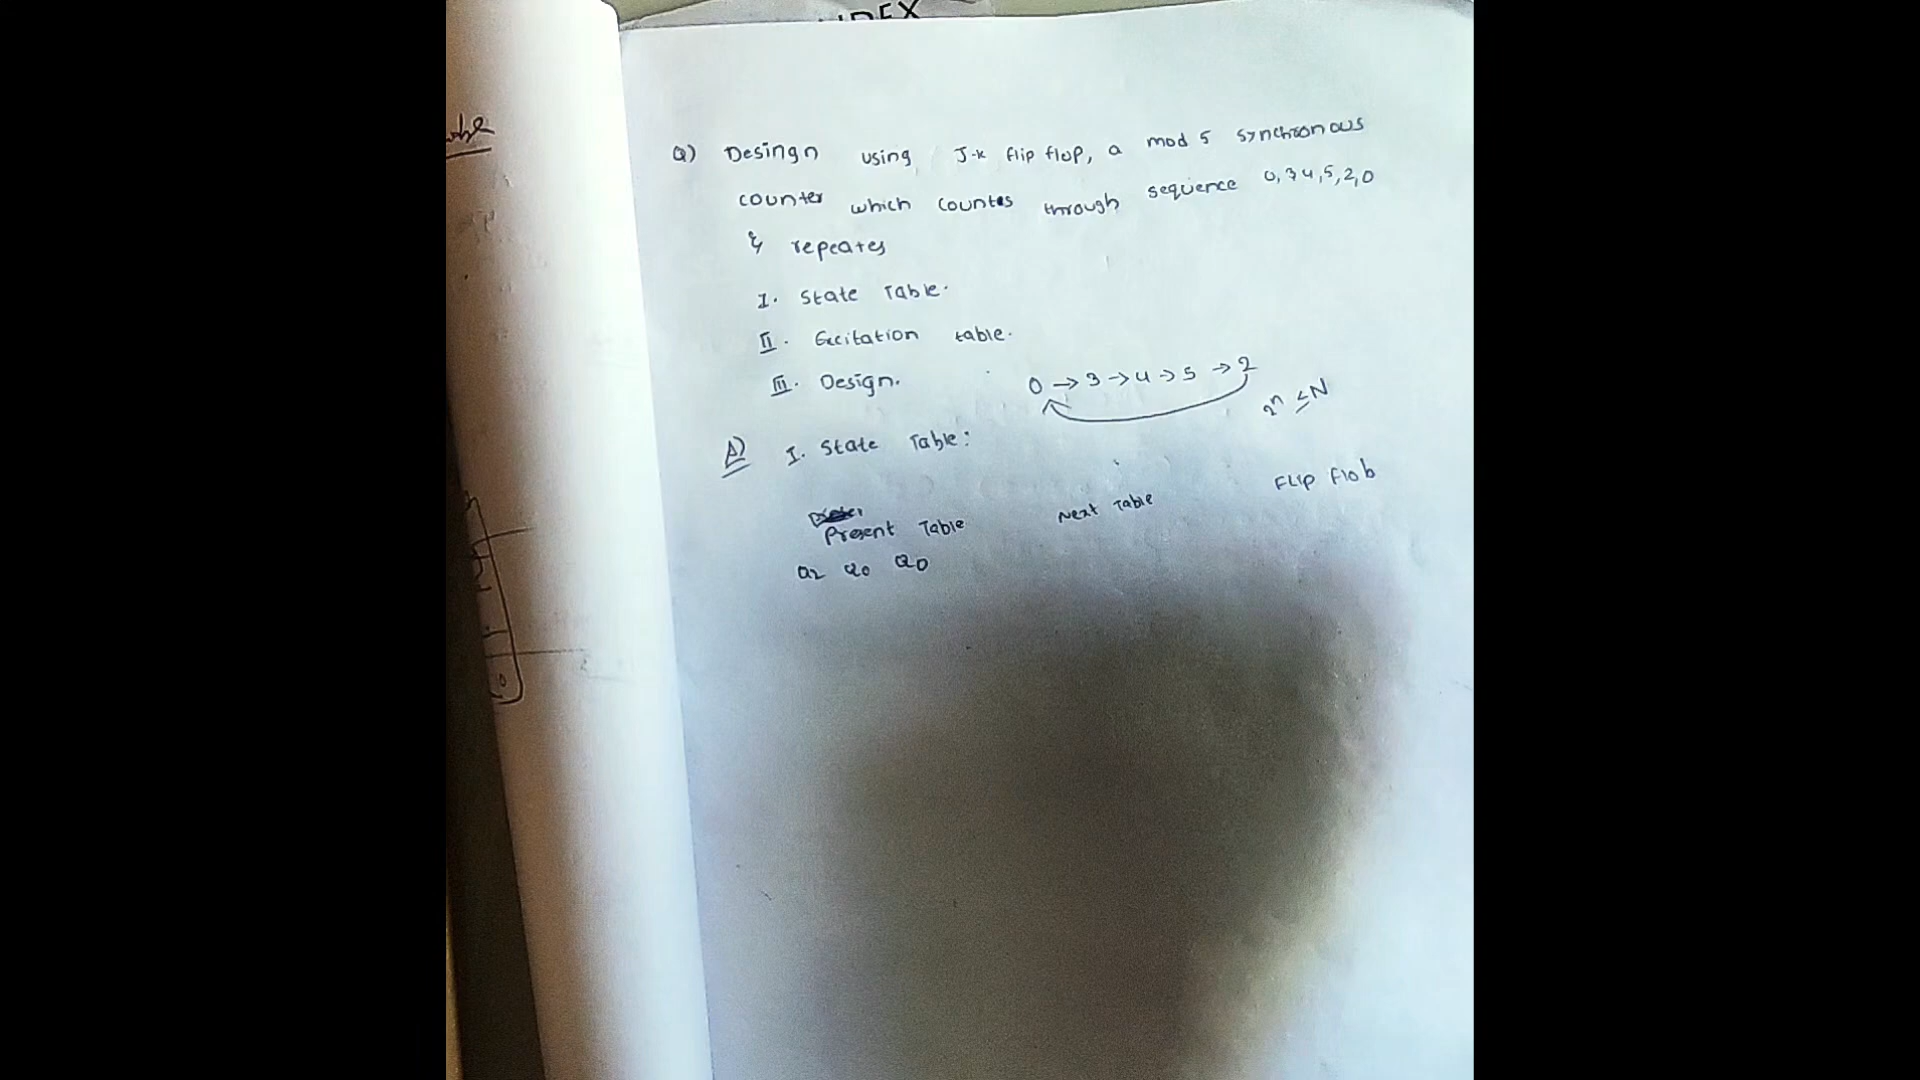 INDEX
Q) Desingn using J-K flip flop, a mod 5 synchronous
counter which countes through sequence 0,3,4,5,2,0
& repeates
I. State Table.
II. Excitation table.
III. Design.
0 → 3 → 4 → 5 → 2
2ⁿ ≤ N
A) I. State Table:
Present Table Next Table Flip flob
Q2 Q0 Q0